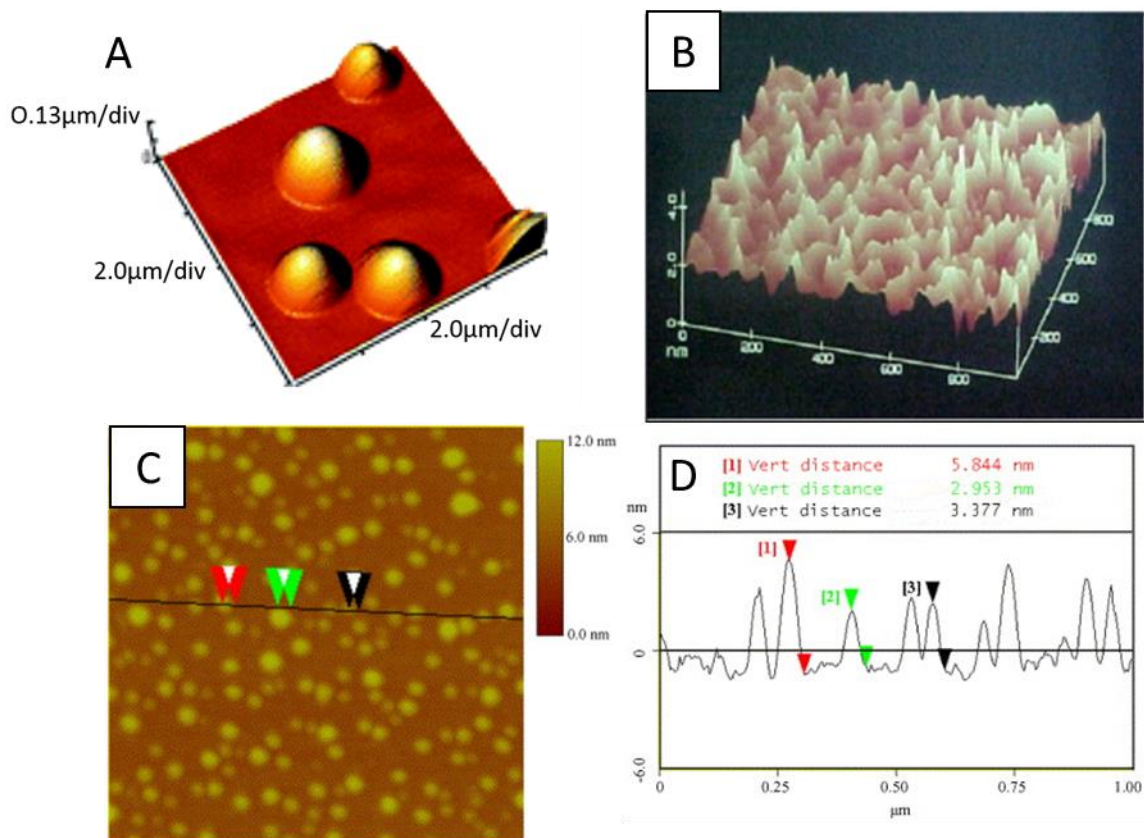 A
O.13µm/div
0
2.0µm/div
2.0µm/div
B
4.0
2.0
0
nm
0
200
400
600
800
200
400
600
800
C
12.0 nm
6.0 nm
0.0 nm
D
[1] Vert distance 5.844 nm
[2] Vert distance 2.953 nm
[3] Vert distance 3.377 nm
nm
6.0
0
-6.0
[1]
[2]
[3]
0
0.25
0.50
0.75
1.00
µm